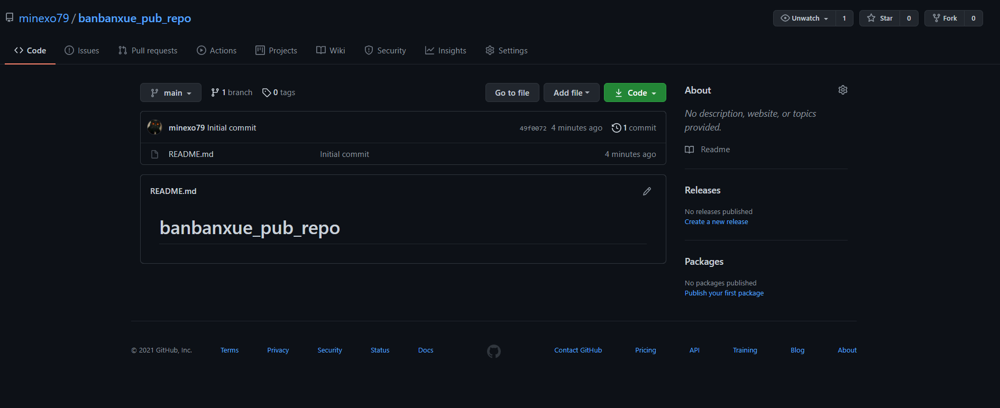 minexo79 / banbanxue_pub_repo
Unwatch 1 Star 0 Fork 0
Code Issues Pull requests Actions Projects Wiki Security Insights Settings
main 1 branch 0 tags Go to file Add file Code
minexo79 Initial commit 49f0072 4 minutes ago 1 commit
README.md Initial commit 4 minutes ago
README.md
banbanxue_pub_repo
About
No description, website, or topics
provided.
Readme
Releases
No releases published
Create a new release
Packages
No packages published
Publish your first package
© 2021 GitHub, Inc. Terms Privacy Security Status Docs Contact GitHub Pricing API Training Blog About